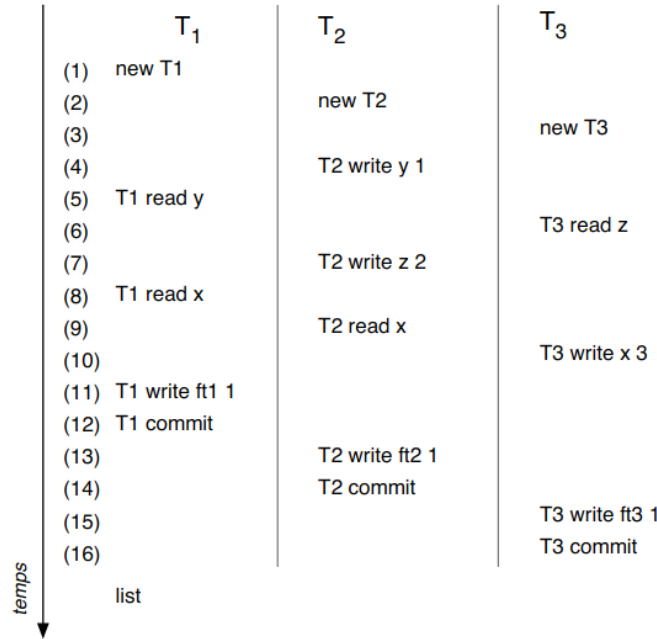 T1 T2 T3
(1) new T1
(2) new T2
(3) new T3
(4) T2 write y 1
(5) T1 read y
(6) T3 read z
(7) T2 write z 2
(8) T1 read x
(9) T2 read x
(10) T3 write x 3
(11) T1 write ft1 1
(12) T1 commit
(13) T2 write ft2 1
(14) T2 commit
(15) T3 write ft3 1
(16) T3 commit
list
temps